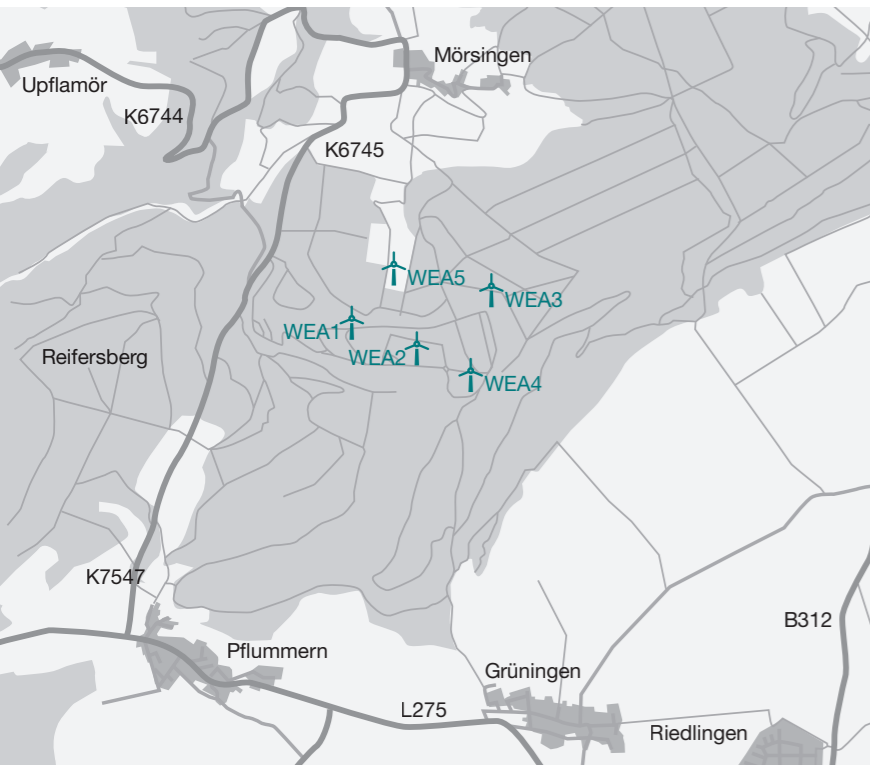 Mörsingen
Upflamör
K6744
K6745
WEA5
WEA3
WEA1
WEA2
Reifersberg
WEA4
K7547
B312
Pflummern
Grüningen
L275
Riedlingen